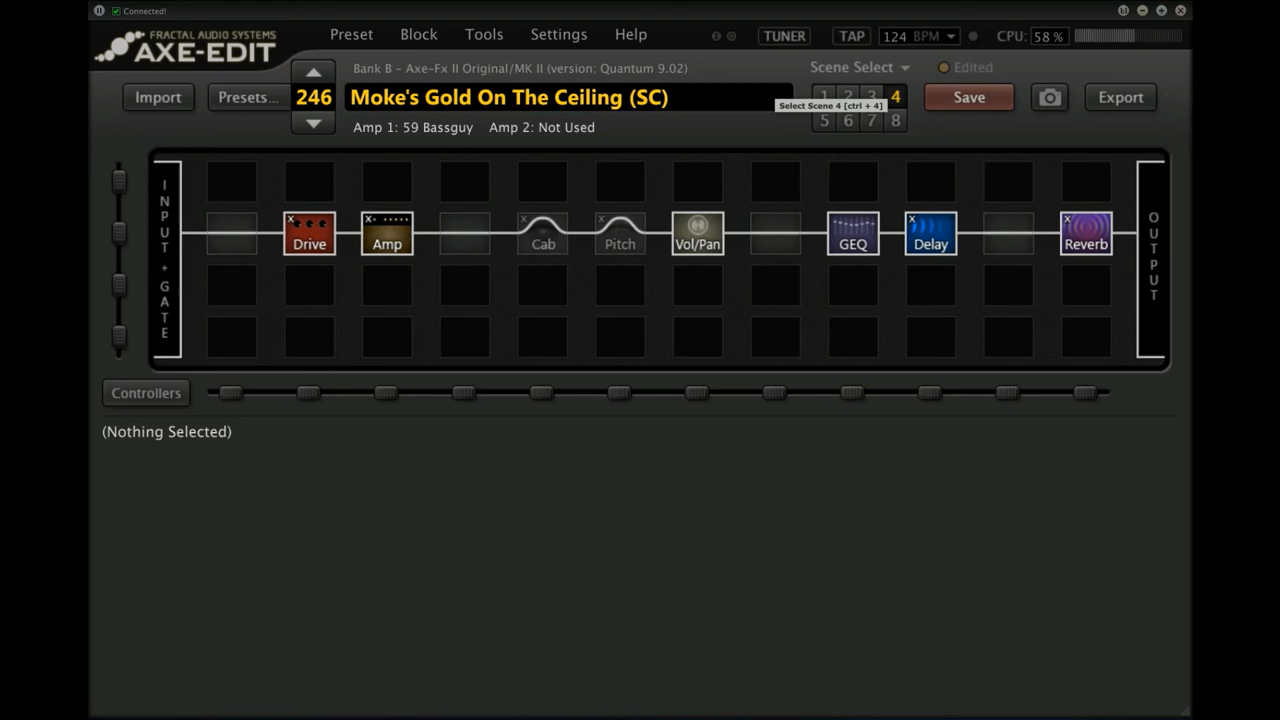 Connected!
FRACTAL AUDIO SYSTEMS
AXE-EDIT
Preset Block Tools Settings Help
TUNER TAP 124 BPM CPU: 58 %
Bank B - Axe-Fx II Original/MK II (version: Quantum 9.02)
Scene Select Edited
Import Presets... 246 Moke's Gold On The Ceiling (SC)
1 2 3 4
Save Export
Select Scene 4 [ctrl + 4]
Amp 1: 59 Bassguy Amp 2: Not Used
5 6 7 8
INPUT + GATE
X Drive
X Amp
X Cab
X Pitch
Vol/Pan
GEQ
X Delay
X Reverb
OUTPUT
Controllers
(Nothing Selected)